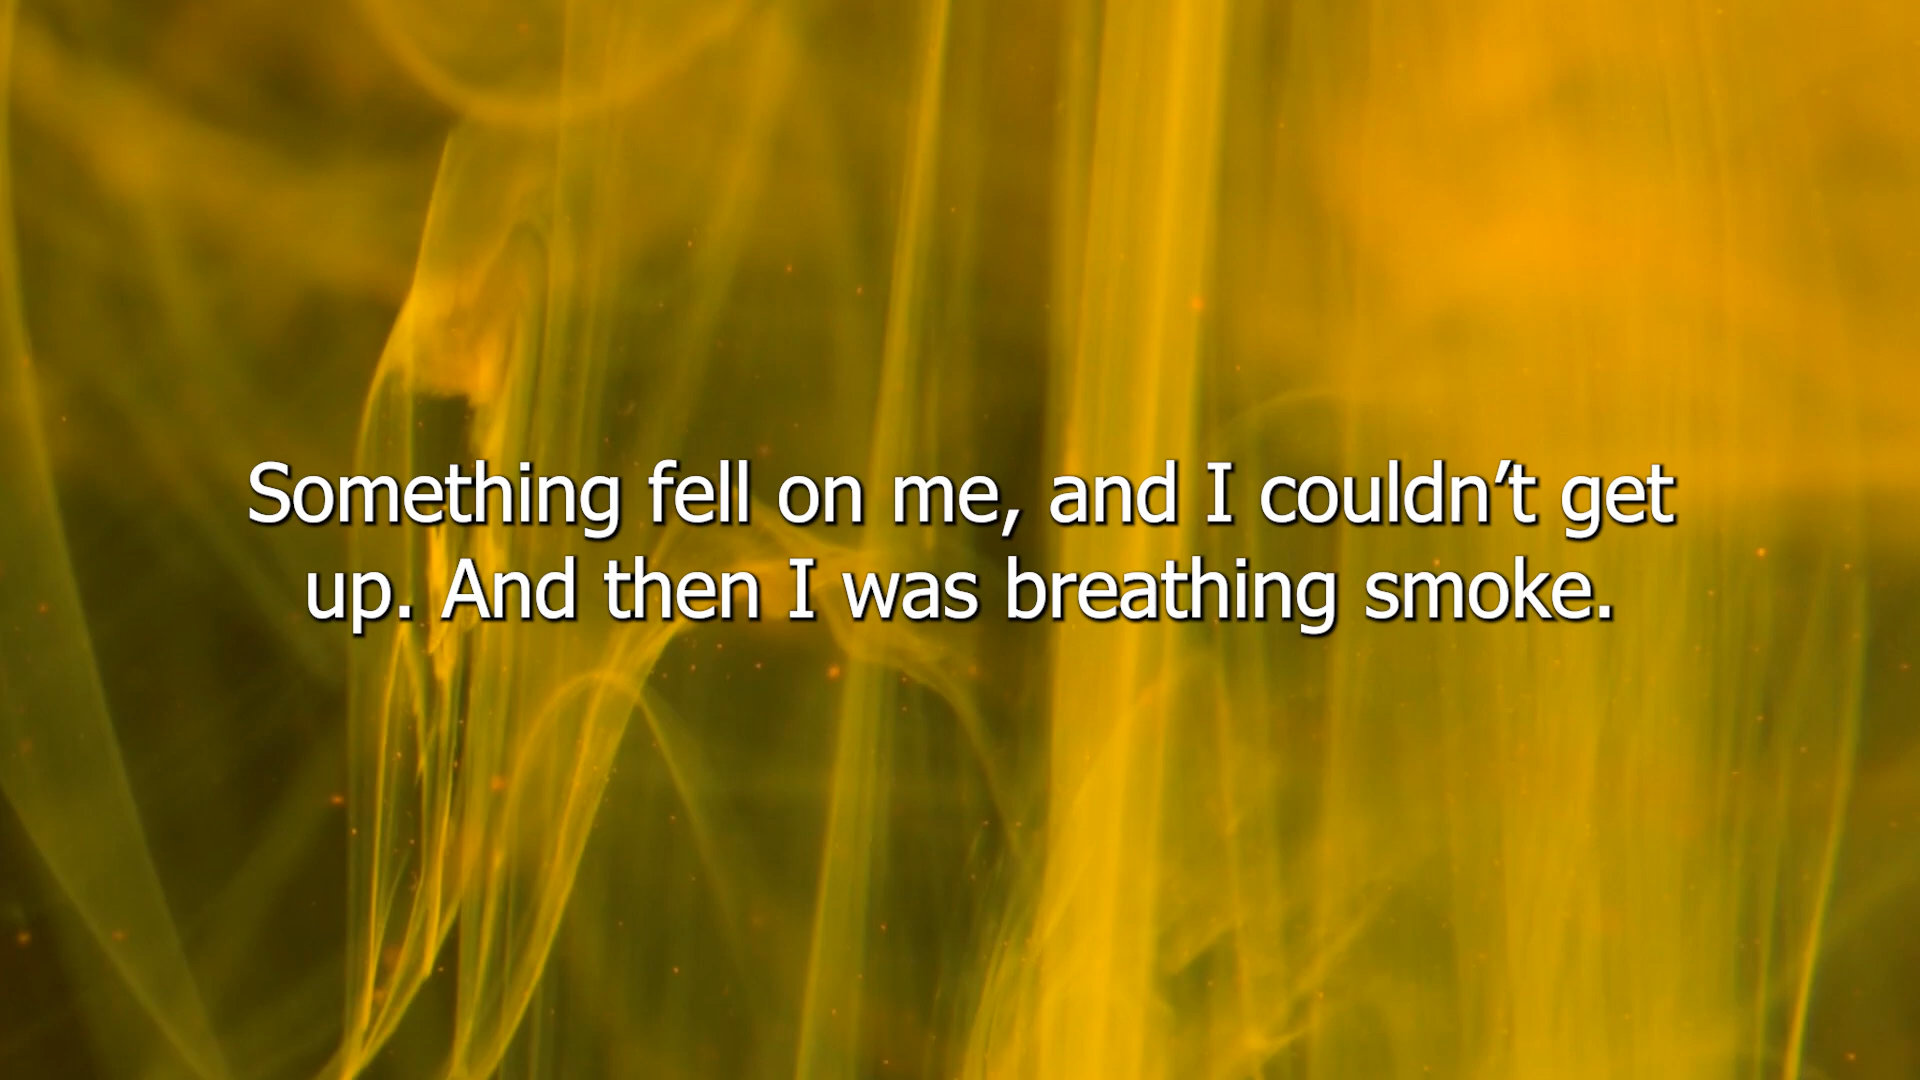 Something fell on me, and I couldn’t get
up. And then I was breathing smoke.